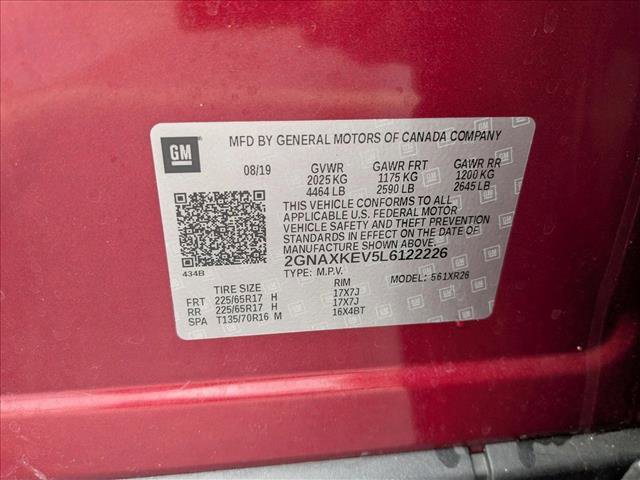 GM
MFD BY GENERAL MOTORS OF CANADA COMPANY
08/19 GVWR GAWR FRT GAWR RR
2025 KG 1175 KG 1200 KG
4464 LB 2590 LB 2645 LB
THIS VEHICLE CONFORMS TO ALL
APPLICABLE U.S. FEDERAL MOTOR
VEHICLE SAFETY AND THEFT PREVENTION
STANDARDS IN EFFECT ON THE DATE OF
MANUFACTURE SHOWN ABOVE.
434B
2GNAXKEV5L6122226
TYPE: M.P.V. MODEL: 561XR26
TIRE SIZE RIM
FRT 225/65R17 H 17X7J
RR 225/65R17 H 17X7J
SPA T135/70R16 M 16X4BT